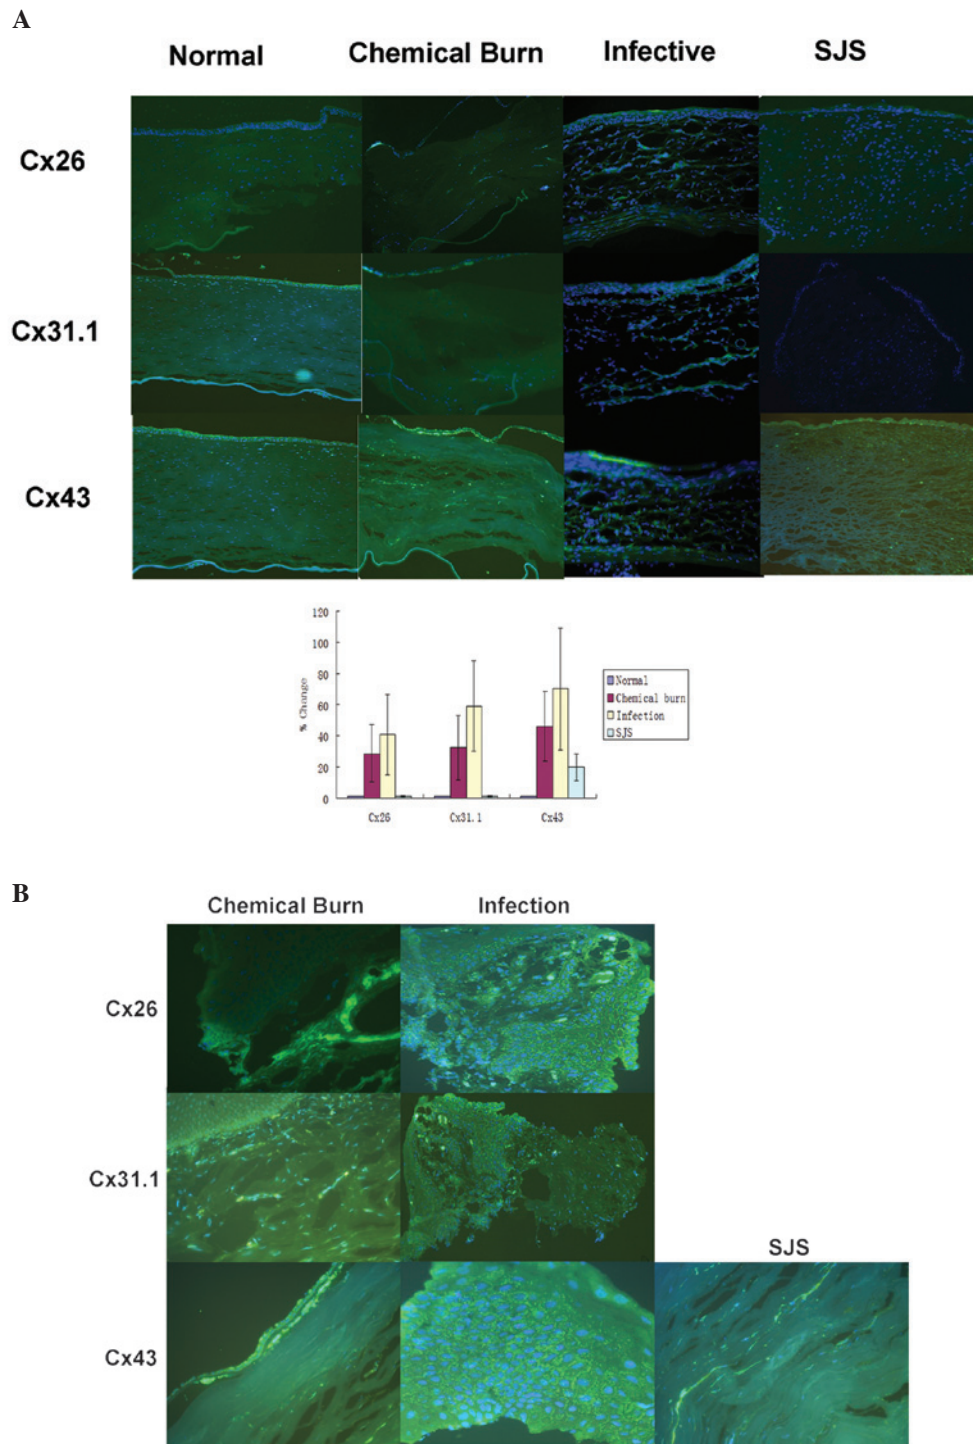 A
Normal Chemical Burn Infective SJS
Cx26
Cx31.1
Cx43
120
100
80
60
40
20
0
% Change
Cx26 Cx31.1 Cx43
Normal
Chemical burn
Infection
SJS
B
Chemical Burn Infection
Cx26
Cx31.1
SJS
Cx43